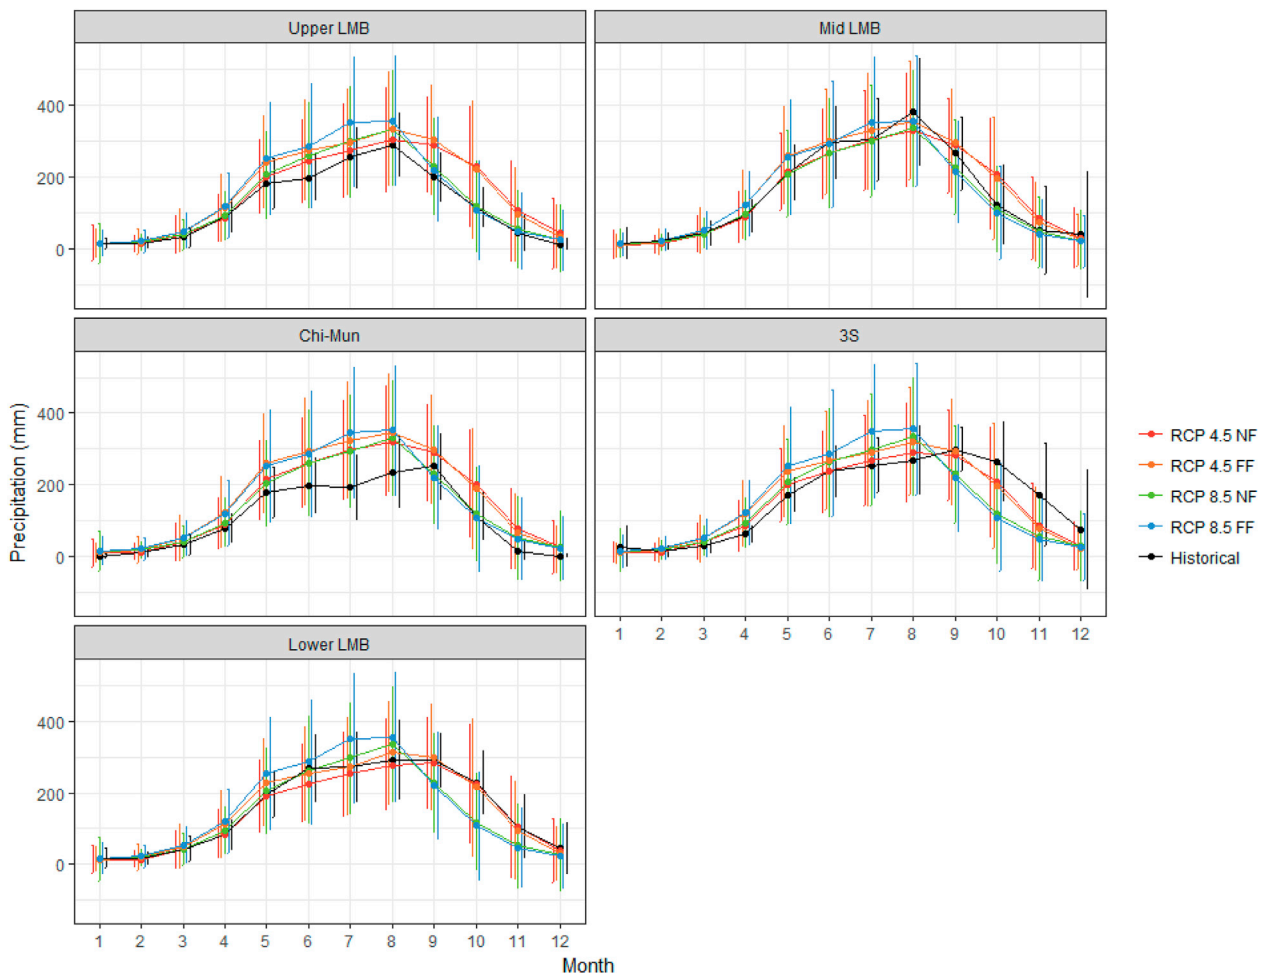 Upper LMB
Mid LMB
400
200
0
Chi-Mun
3S
400
200
0
1 2 3 4 5 6 7 8 9 10 11 12
Lower LMB
400
200
0
1 2 3 4 5 6 7 8 9 10 11 12
Month
Precipitation (mm)
RCP 4.5 NF
RCP 4.5 FF
RCP 8.5 NF
RCP 8.5 FF
Historical